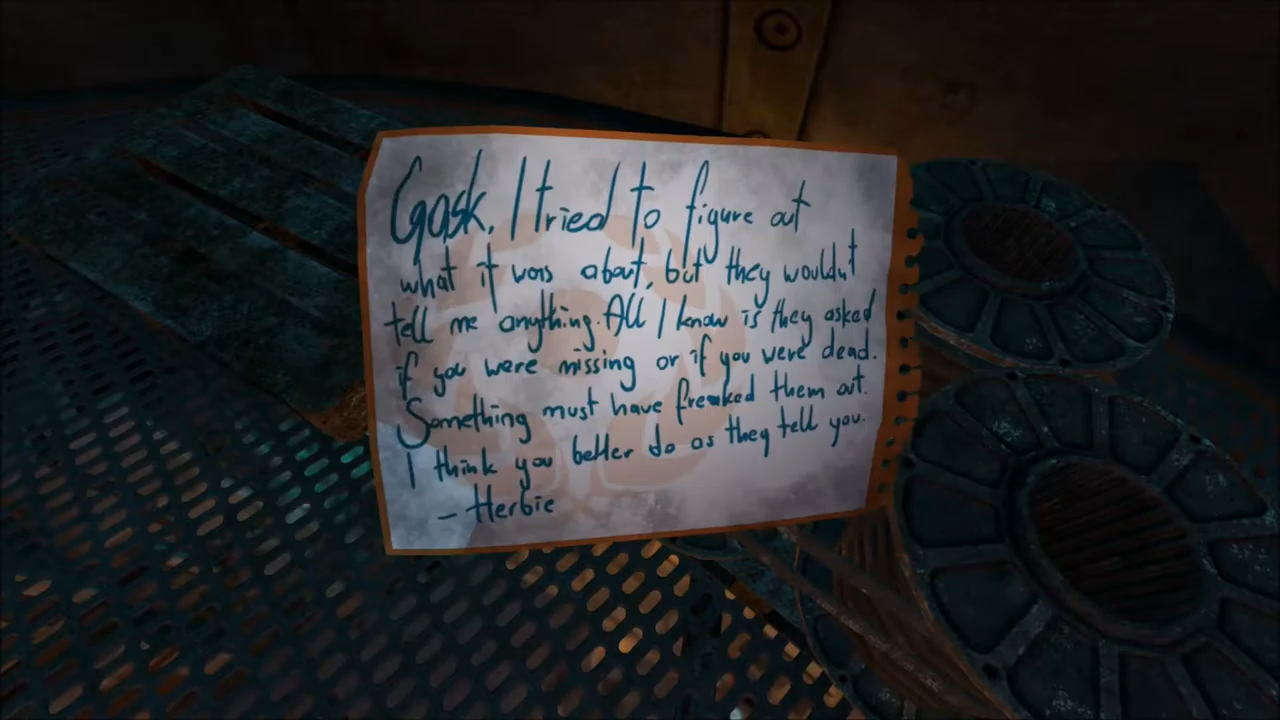 Gask, I tried to figure out
what it was about, but they wouldn't
tell me anything. All I know is they asked
if you were missing or if you were dead.
Something must have freaked them out.
I think you better do as they tell you.
– Herbie